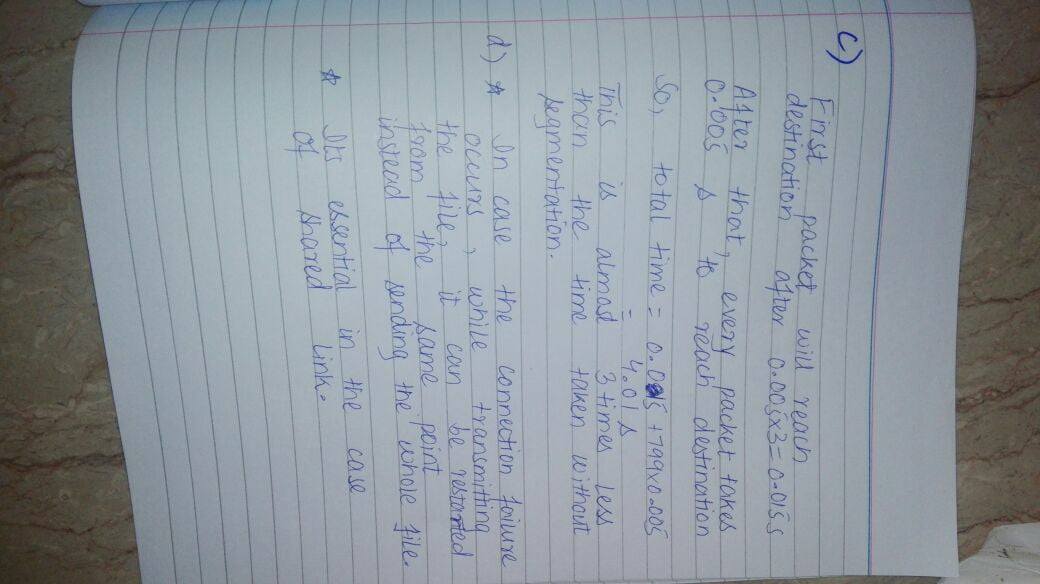 c)
First packet will reach
destination after 0.005x3=0.015s
After that, every packet takes
0.005 s to reach destination
So, total time = 0.015+799x0.005
= 4.01 s
This is almost 3 times less
than the time taken without
segmentation.
d) * In case the connection failure
occurs, while transmitting
the file, it can be restarted
from the same point
instead of sending the whole file.
* Its essential in the case
of shared link.